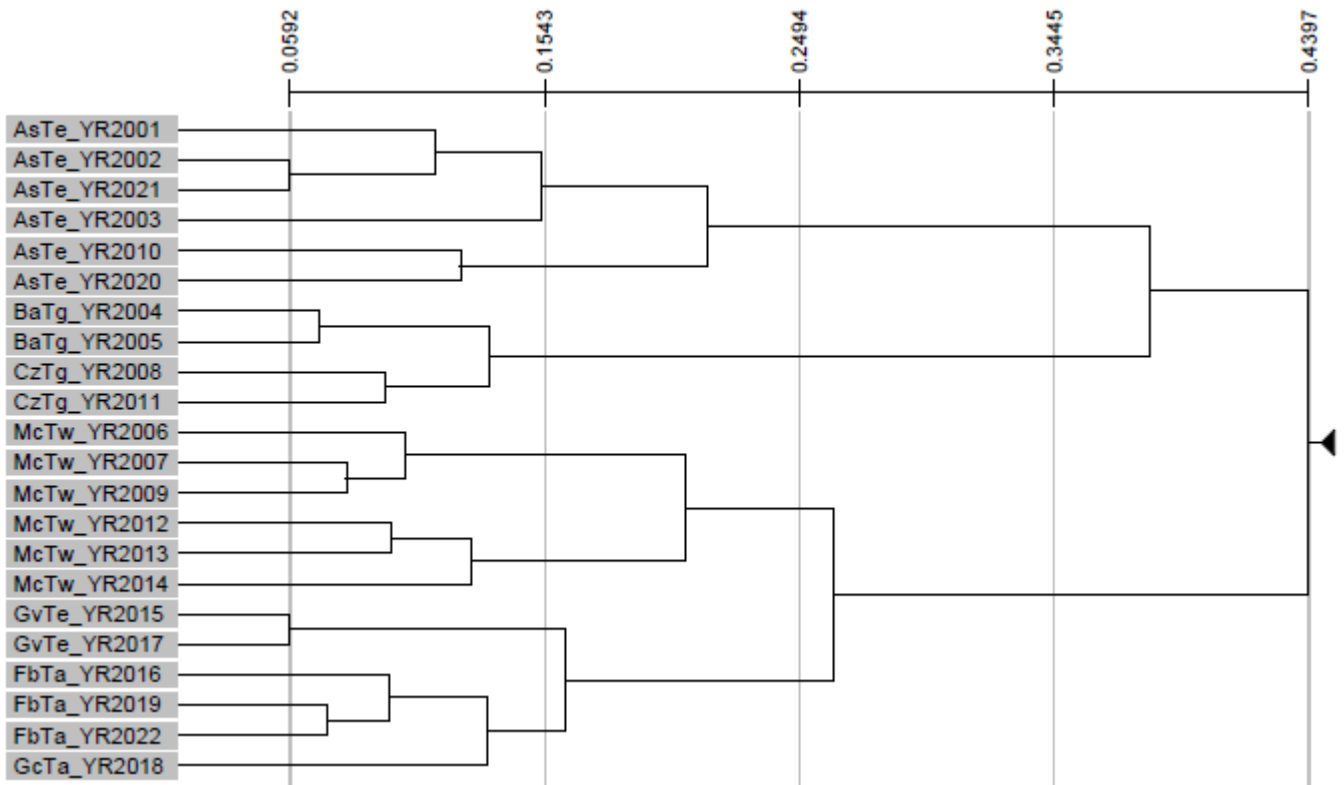 0.0592
0.1543
0.2494
0.3445
0.4397
AsTe_YR2001
AsTe_YR2002
AsTe_YR2021
AsTe_YR2003
AsTe_YR2010
AsTe_YR2020
BaTg_YR2004
BaTg_YR2005
CzTg_YR2008
CzTg_YR2011
McTw_YR2006
McTw_YR2007
McTw_YR2009
McTw_YR2012
McTw_YR2013
McTw_YR2014
GvTe_YR2015
GvTe_YR2017
FbTa_YR2016
FbTa_YR2019
FbTa_YR2022
GcTa_YR2018